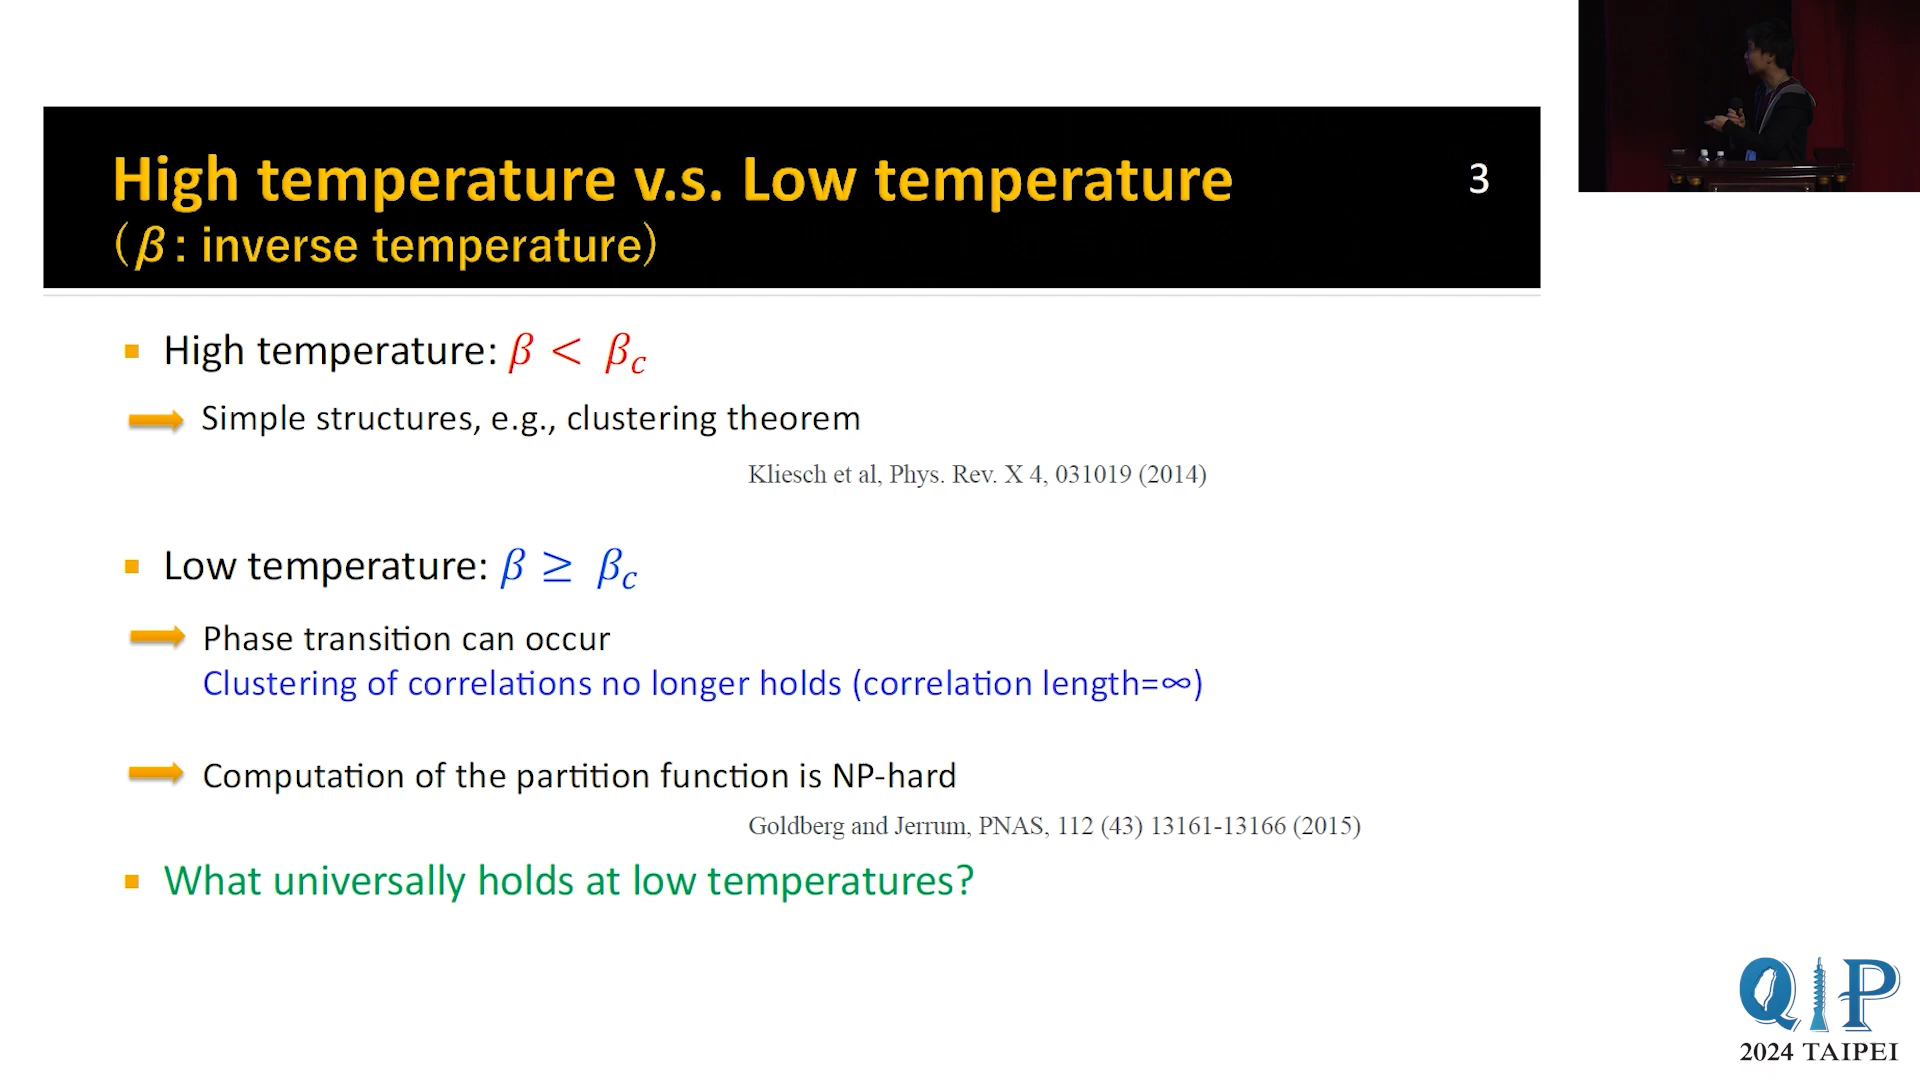 High temperature v.s. Low temperature
3
(β: inverse temperature)
High temperature: β < βc
Simple structures, e.g., clustering theorem
Kliesch et al, Phys. Rev. X 4, 031019 (2014)
Low temperature: β ≥ βc
Phase transition can occur
Clustering of correlations no longer holds (correlation length=∞)
Computation of the partition function is NP-hard
Goldberg and Jerrum, PNAS, 112 (43) 13161-13166 (2015)
What universally holds at low temperatures?
QIP
2024 TAIPEI